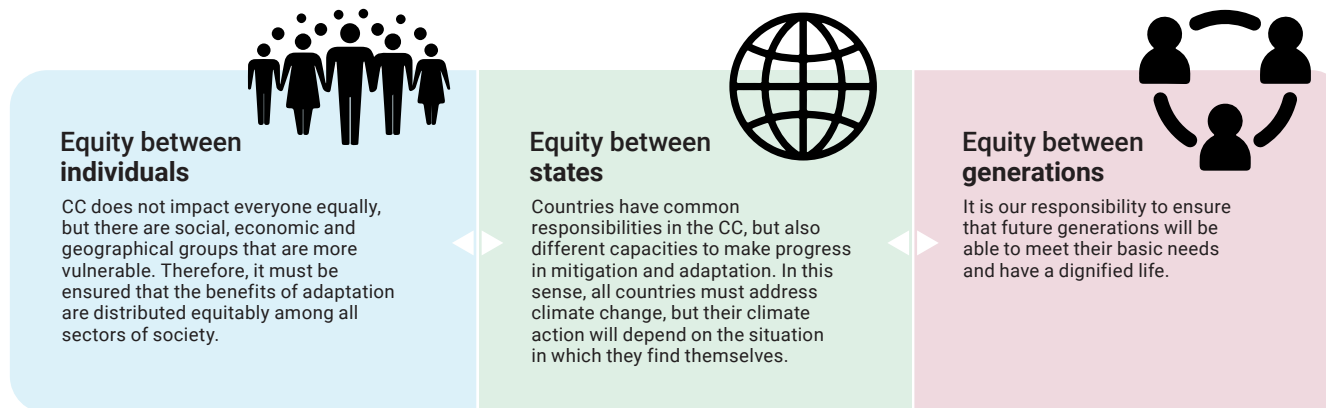 Equity between
individuals
CC does not impact everyone equally,
but there are social, economic and
geographical groups that are more
vulnerable. Therefore, it must be
ensured that the benefits of adaptation
are distributed equitably among all
sectors of society.
Equity between
states
Countries have common
responsibilities in the CC, but also
different capacities to make progress
in mitigation and adaptation. In this
sense, all countries must address
climate change, but their climate
action will depend on the situation
in which they find themselves.
Equity between
generations
It is our responsibility to ensure
that future generations will be
able to meet their basic needs
and have a dignified life.